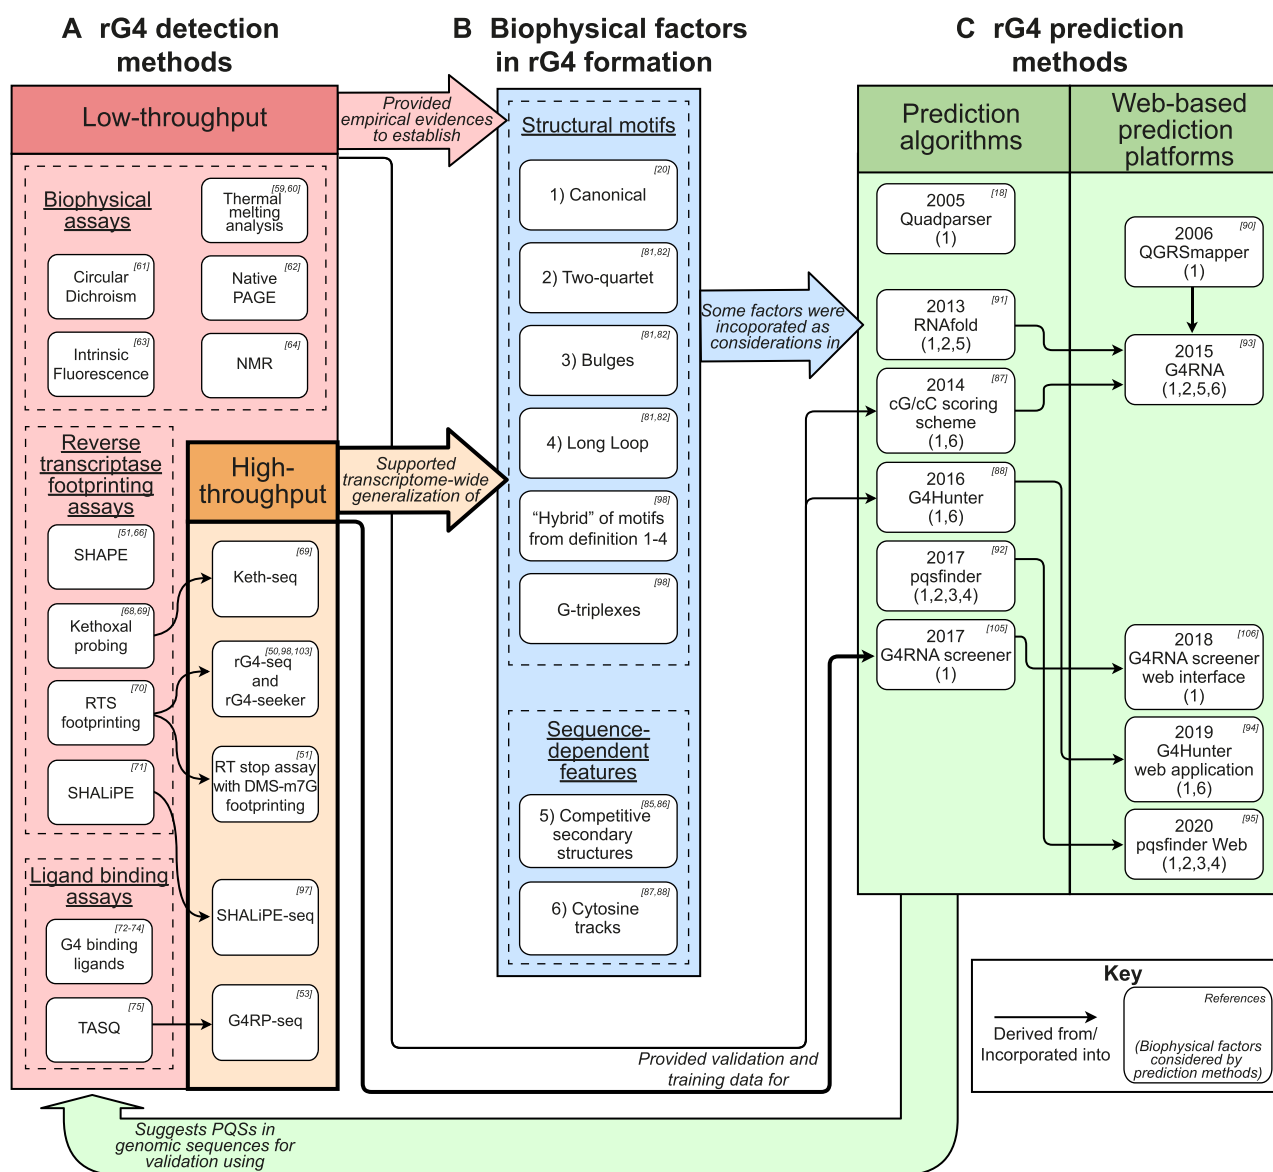 A rG4 detection
methods
Low-throughput
Biophysical
assays
[59,60]
Thermal
melting
analysis
[61]
Circular
Dichroism
[62]
Native
PAGE
[63]
Intrinsic
Fluorescence
[64]
NMR
Reverse
transcriptase
footprinting
assays
[51,66]
SHAPE
[68,69]
Kethoxal
probing
[70]
RTS
footprinting
[71]
SHALiPE
Ligand binding
assays
[72-74]
G4 binding
ligands
[75]
TASQ
High-
throughput
[69]
Keth-seq
[50,98,103]
rG4-seq
and
rG4-seeker
[51]
RT stop assay
with DMS-m7G
footprinting
[97]
SHALiPE-seq
[53]
G4RP-seq
Provided
empirical evidences
to establish
Supported
transcriptome-wide
generalization of
B Biophysical factors
in rG4 formation
Structural motifs
[20]
1) Canonical
[81,82]
2) Two-quartet
[81,82]
3) Bulges
[81,82]
4) Long Loop
[98]
“Hybrid” of motifs
from definition 1-4
[98]
G-triplexes
Sequence-
dependent
features
[85,86]
5) Competitive
secondary
structures
[87,88]
6) Cytosine
tracks
Some factors were
incoporated as
considerations in
Provided validation and
training data for
C rG4 prediction
methods
Prediction
algorithms
[18]
2005
Quadparser
(1)
[91]
2013
RNAfold
(1,2,5)
[87]
2014
cG/cC scoring
scheme
(1,6)
[88]
2016
G4Hunter
(1,6)
[92]
2017
pqsfinder
(1,2,3,4)
[105]
2017
G4RNA screener
(1)
Web-based
prediction
platforms
[90]
2006
QGRSmapper
(1)
[93]
2015
G4RNA
(1,2,5,6)
[106]
2018
G4RNA screener
web interface
(1)
[94]
2019
G4Hunter
web application
(1,6)
[95]
2020
pqsfinder Web
(1,2,3,4)
Key
Derived from/
Incorporated into
References
(Biophysical factors
considered by
prediction methods)
Suggests PQSs in
genomic sequences for
validation using